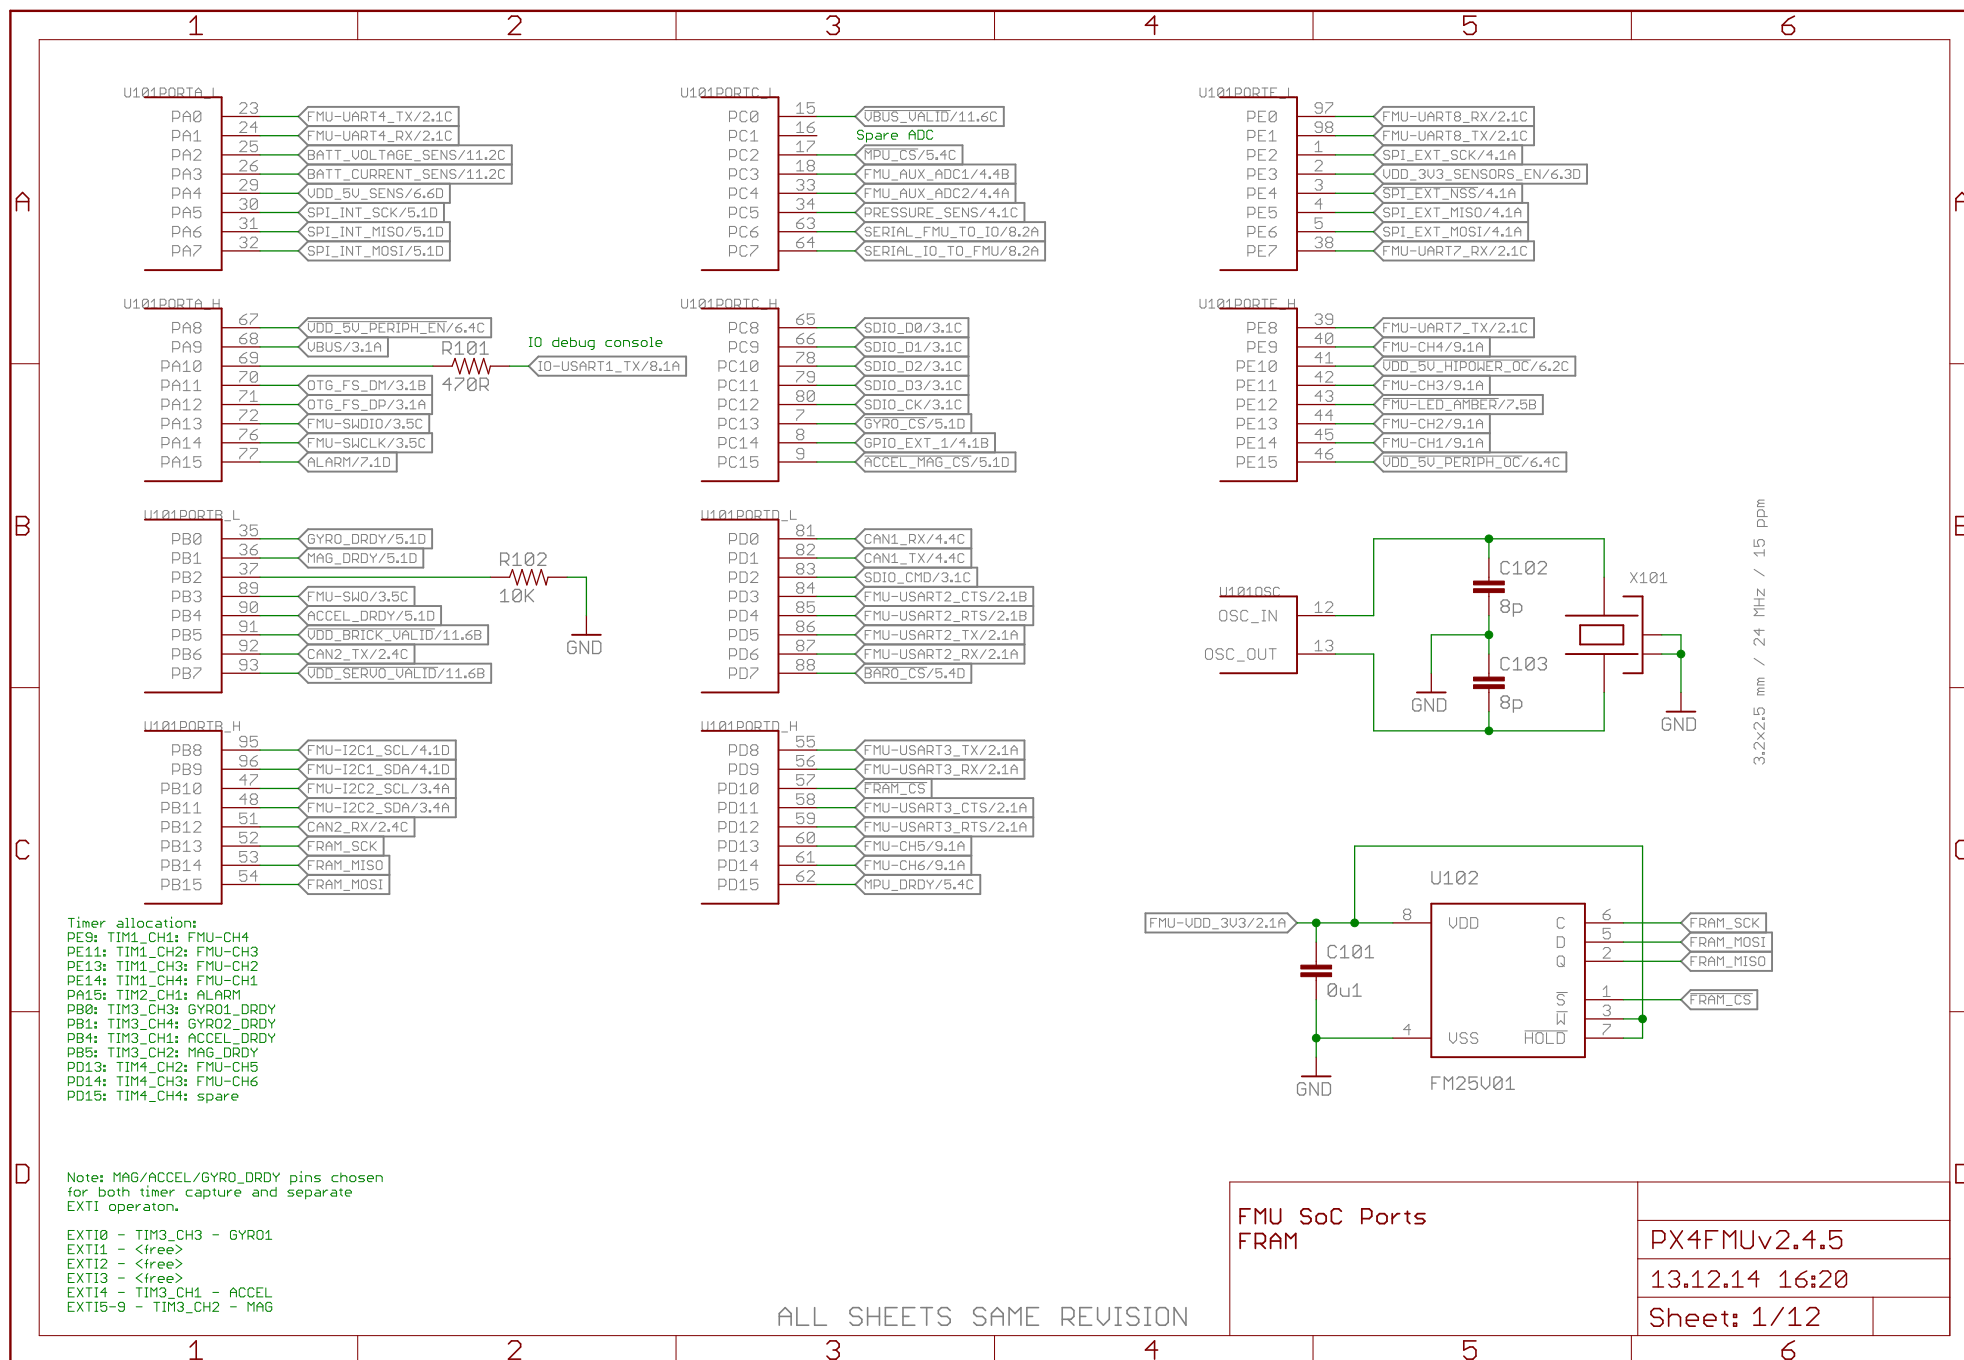 1 2 3 4 5 6
A
B
C
D
U101PORTA_L
PA0 23 FMU-UART4_TX/2.1C
PA1 24 FMU-UART4_RX/2.1C
PA2 25 BATT_VOLTAGE_SENS/11.2C
PA3 26 BATT_CURRENT_SENS/11.2C
PA4 29 VDD_5V_SENS/6.6D
PA5 30 SPI_INT_SCK/5.1D
PA6 31 SPI_INT_MISO/5.1D
PA7 32 SPI_INT_MOSI/5.1D
U101PORTA_H
PA8 67 VDD_5V_PERIPH_EN/6.4C
PA9 68 VBUS/3.1A
PA10 69 R101 470R IO-USART1_TX/8.1A
IO debug console
PA11 70 OTG_FS_DM/3.1B
PA12 71 OTG_FS_DP/3.1A
PA13 72 FMU-SWDIO/3.5C
PA14 76 FMU-SWCLK/3.5C
PA15 77 ALARM/7.1D
U101PORTB_L
PB0 35 GYRO_DRDY/5.1D
PB1 36 MAG_DRDY/5.1D
PB2 37 R102 10K GND
PB3 89 FMU-SWO/3.5C
PB4 90 ACCEL_DRDY/5.1D
PB5 91 VDD_BRICK_VALID/11.6B
PB6 92 CAN2_TX/2.4C
PB7 93 VDD_SERVO_VALID/11.6B
U101PORTB_H
PB8 95 FMU-I2C1_SCL/4.1D
PB9 96 FMU-I2C1_SDA/4.1D
PB10 47 FMU-I2C2_SCL/3.4A
PB11 48 FMU-I2C2_SDA/3.4A
PB12 51 CAN2_RX/2.4C
PB13 52 FRAM_SCK
PB14 53 FRAM_MISO
PB15 54 FRAM_MOSI
U101PORTC_L
PC0 15 VBUS_VALID/11.6C
PC1 16 Spare ADC
PC2 17 MPU_CS/5.4C
PC3 18 FMU_AUX_ADC1/4.4B
PC4 33 FMU_AUX_ADC2/4.4A
PC5 34 PRESSURE_SENS/4.1C
PC6 63 SERIAL_FMU_TO_IO/8.2A
PC7 64 SERIAL_IO_TO_FMU/8.2A
U101PORTC_H
PC8 65 SDIO_D0/3.1C
PC9 66 SDIO_D1/3.1C
PC10 78 SDIO_D2/3.1C
PC11 79 SDIO_D3/3.1C
PC12 80 SDIO_CK/3.1C
PC13 7 GYRO_CS/5.1D
PC14 8 GPIO_EXT_1/4.1B
PC15 9 ACCEL_MAG_CS/5.1D
U101PORTD_L
PD0 81 CAN1_RX/4.4C
PD1 82 CAN1_TX/4.4C
PD2 83 SDIO_CMD/3.1C
PD3 84 FMU-USART2_CTS/2.1B
PD4 85 FMU-USART2_RTS/2.1B
PD5 86 FMU-USART2_TX/2.1A
PD6 87 FMU-USART2_RX/2.1A
PD7 88 BARO_CS/5.4D
U101PORTD_H
PD8 55 FMU-USART3_TX/2.1A
PD9 56 FMU-USART3_RX/2.1A
PD10 57 FRAM_CS
PD11 58 FMU-USART3_CTS/2.1A
PD12 59 FMU-USART3_RTS/2.1A
PD13 60 FMU-CH5/9.1A
PD14 61 FMU-CH6/9.1A
PD15 62 MPU_DRDY/5.4C
U101PORTE_L
PE0 97 FMU-UART8_RX/2.1C
PE1 98 FMU-UART8_TX/2.1C
PE2 1 SPI_EXT_SCK/4.1A
PE3 2 VDD_3V3_SENSORS_EN/6.3D
PE4 3 SPI_EXT_NSS/4.1A
PE5 4 SPI_EXT_MISO/4.1A
PE6 5 SPI_EXT_MOSI/4.1A
PE7 38 FMU-UART7_RX/2.1C
U101PORTE_H
PE8 39 FMU-UART7_TX/2.1C
PE9 40 FMU-CH4/9.1A
PE10 41 VDD_5V_HIPOWER_OC/6.2C
PE11 42 FMU-CH3/9.1A
PE12 43 FMU-LED_AMBER/7.5B
PE13 44 FMU-CH2/9.1A
PE14 45 FMU-CH1/9.1A
PE15 46 VDD_5V_PERIPH_OC/6.4C
U101OSC
OSC_IN 12
OSC_OUT 13
C102
8p
C103
8p
GND
X101
GND
3.2x2.5 mm / 24 MHz / 15 ppm
U102
FMU-VDD_3V3/2.1A 8 VDD
C101
0u1
4 VSS
GND
C 6 FRAM_SCK
D 5 FRAM_MOSI
Q 2 FRAM_MISO
S 1 FRAM_CS
W 3
HOLD 7
FM25V01
Timer allocation:
PE9: TIM1_CH1: FMU-CH4
PE11: TIM1_CH2: FMU-CH3
PE13: TIM1_CH3: FMU-CH2
PE14: TIM1_CH4: FMU-CH1
PA15: TIM2_CH1: ALARM
PB0: TIM3_CH3: GYRO1_DRDY
PB1: TIM3_CH4: GYRO2_DRDY
PB4: TIM3_CH1: ACCEL_DRDY
PB5: TIM3_CH2: MAG_DRDY
PD13: TIM4_CH2: FMU-CH5
PD14: TIM4_CH3: FMU-CH6
PD15: TIM4_CH4: spare
Note: MAG/ACCEL/GYRO_DRDY pins chosen
for both timer capture and separate
EXTI operaton.
EXTI0 - TIM3_CH3 - GYRO1
EXTI1 - <free>
EXTI2 - <free>
EXTI3 - <free>
EXTI4 - TIM3_CH1 - ACCEL
EXTI5-9 - TIM3_CH2 - MAG
ALL SHEETS SAME REVISION
FMU SoC Ports
FRAM
PX4FMUv2.4.5
13.12.14 16:20
Sheet: 1/12
A
B
C
D
1 2 3 4 5 6